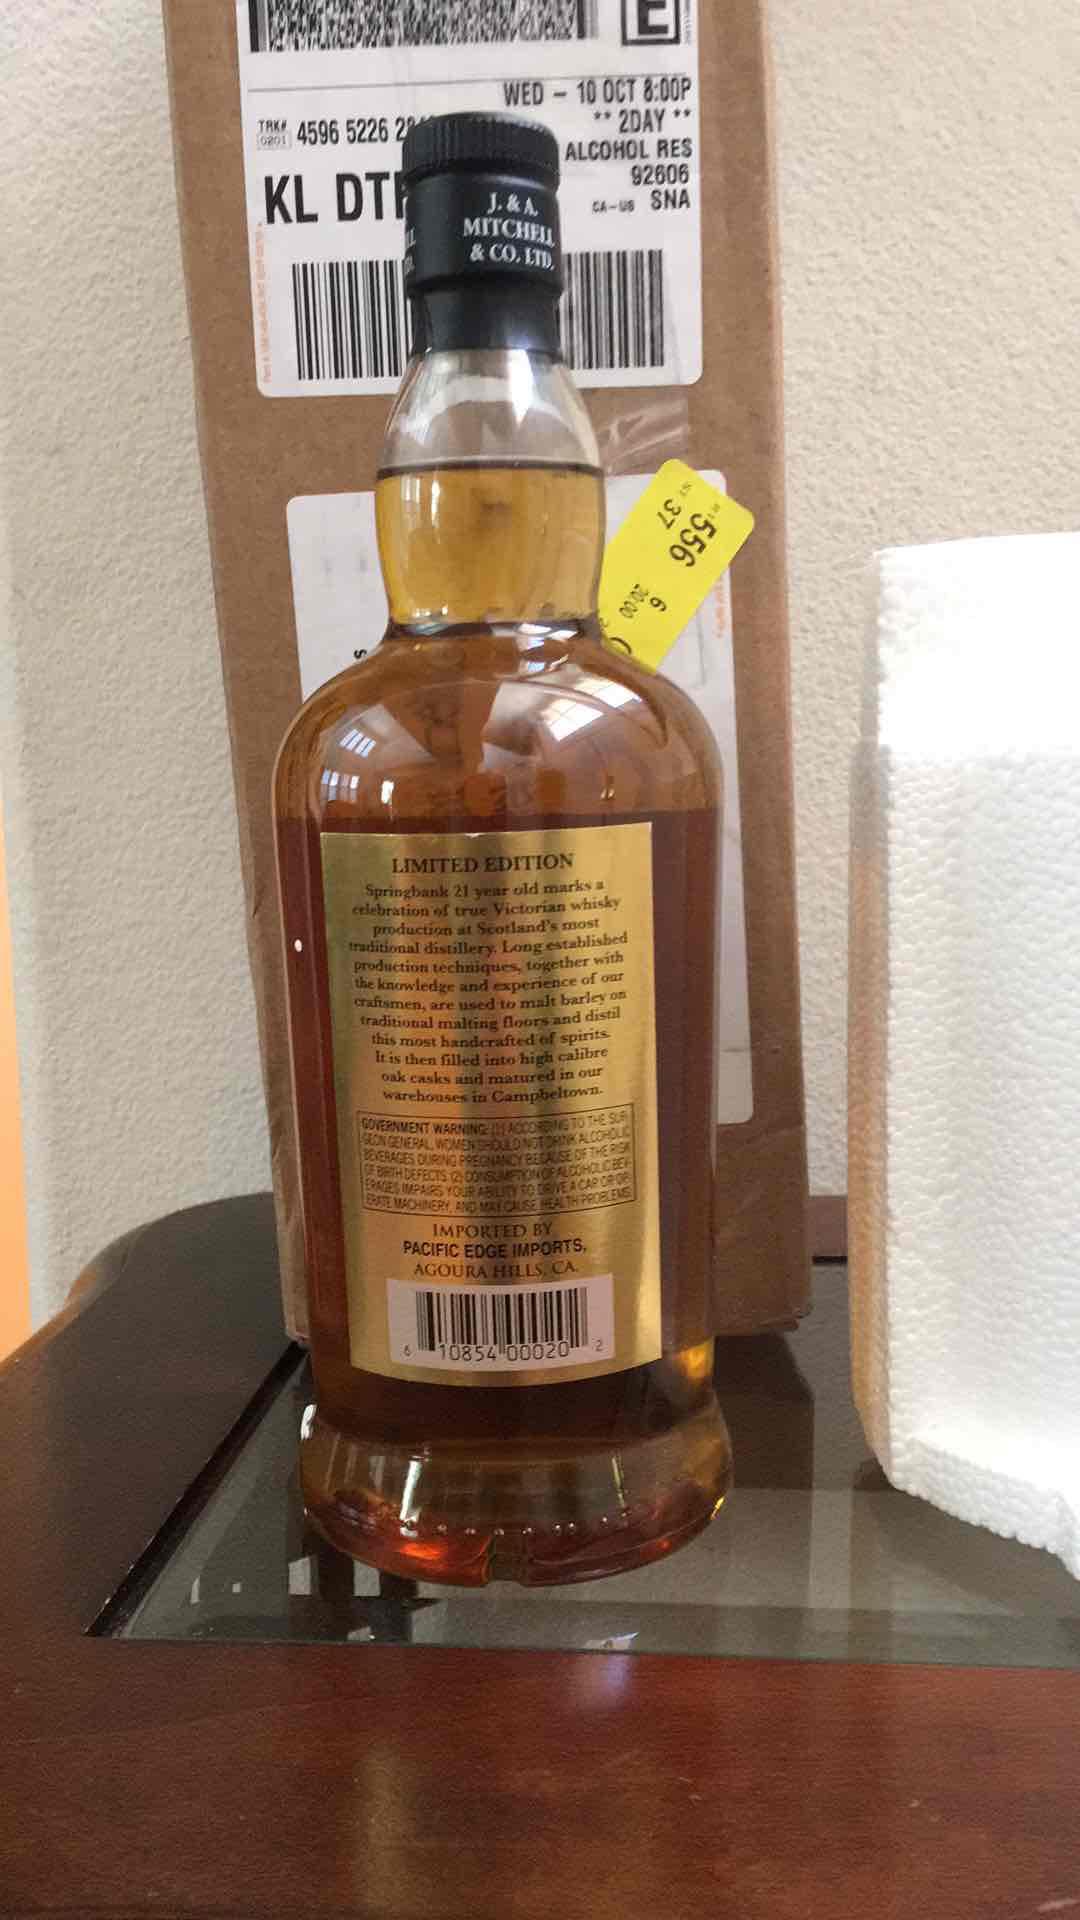 E
WED - 10 OCT 8:00P
TRK# 4596 5226
0201
** 2DAY **
ALCOHOL RES
KL DT
92606
CA-US SNA
J. & A.
MITCHELL
& CO. LTD.
556
37
6
20:00
LIMITED EDITION
Springbank 21 year old marks a
celebration of true Victorian whisky
production at Scotland's most
traditional distillery. Long established
production techniques, together with
the knowledge and experience of our
craftsmen, are used to malt barley on
traditional malting floors and distil
this most handcrafted of spirits.
It is then filled into high calibre
oak casks and matured in our
warehouses in Campbeltown.
GOVERNMENT WARNING: (1) ACCORDING TO THE SUR-
GEON GENERAL, WOMEN SHOULD NOT DRINK ALCOHOLIC
BEVERAGES DURING PREGNANCY BECAUSE OF THE RISK
OF BIRTH DEFECTS. (2) CONSUMPTION OF ALCOHOLIC BEV-
ERAGES IMPAIRS YOUR ABILITY TO DRIVE A CAR OR OP-
ERATE MACHINERY, AND MAY CAUSE HEALTH PROBLEMS.
IMPORTED BY
PACIFIC EDGE IMPORTS,
AGOURA HILLS, CA.
6 10854 00020 2